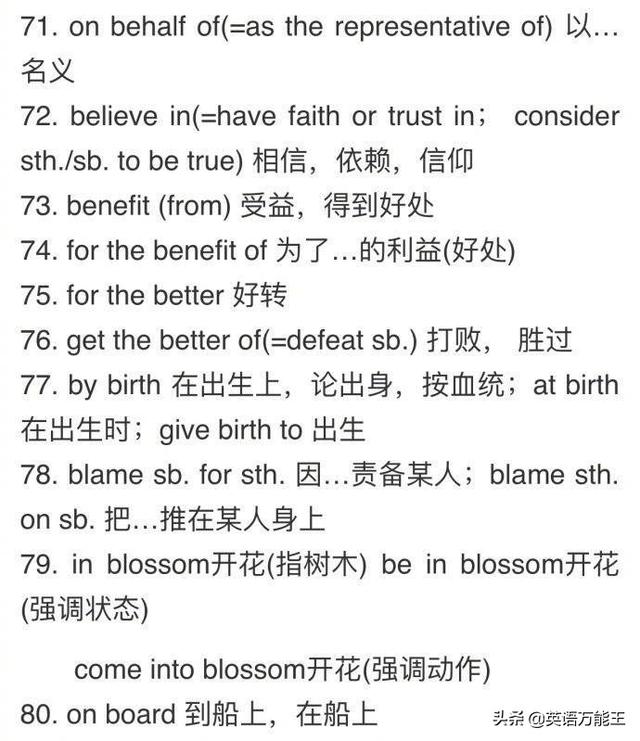 71. on behalf of(=as the representative of) 以…
名义
72. believe in(=have faith or trust in； consider
sth./sb. to be true) 相信，依赖，信仰
73. benefit (from) 受益，得到好处
74. for the benefit of 为了…的利益(好处)
75. for the better 好转
76. get the better of(=defeat sb.) 打败， 胜过
77. by birth 在出生上，论出身，按血统；at birth
在出生时；give birth to 出生
78. blame sb. for sth. 因…责备某人；blame sth.
on sb. 把…推在某人身上
79. in blossom开花(指树木) be in blossom开花
(强调状态)
come into blossom开花(强调动作)
80. on board 到船上，在船上
头条 @英语万能王